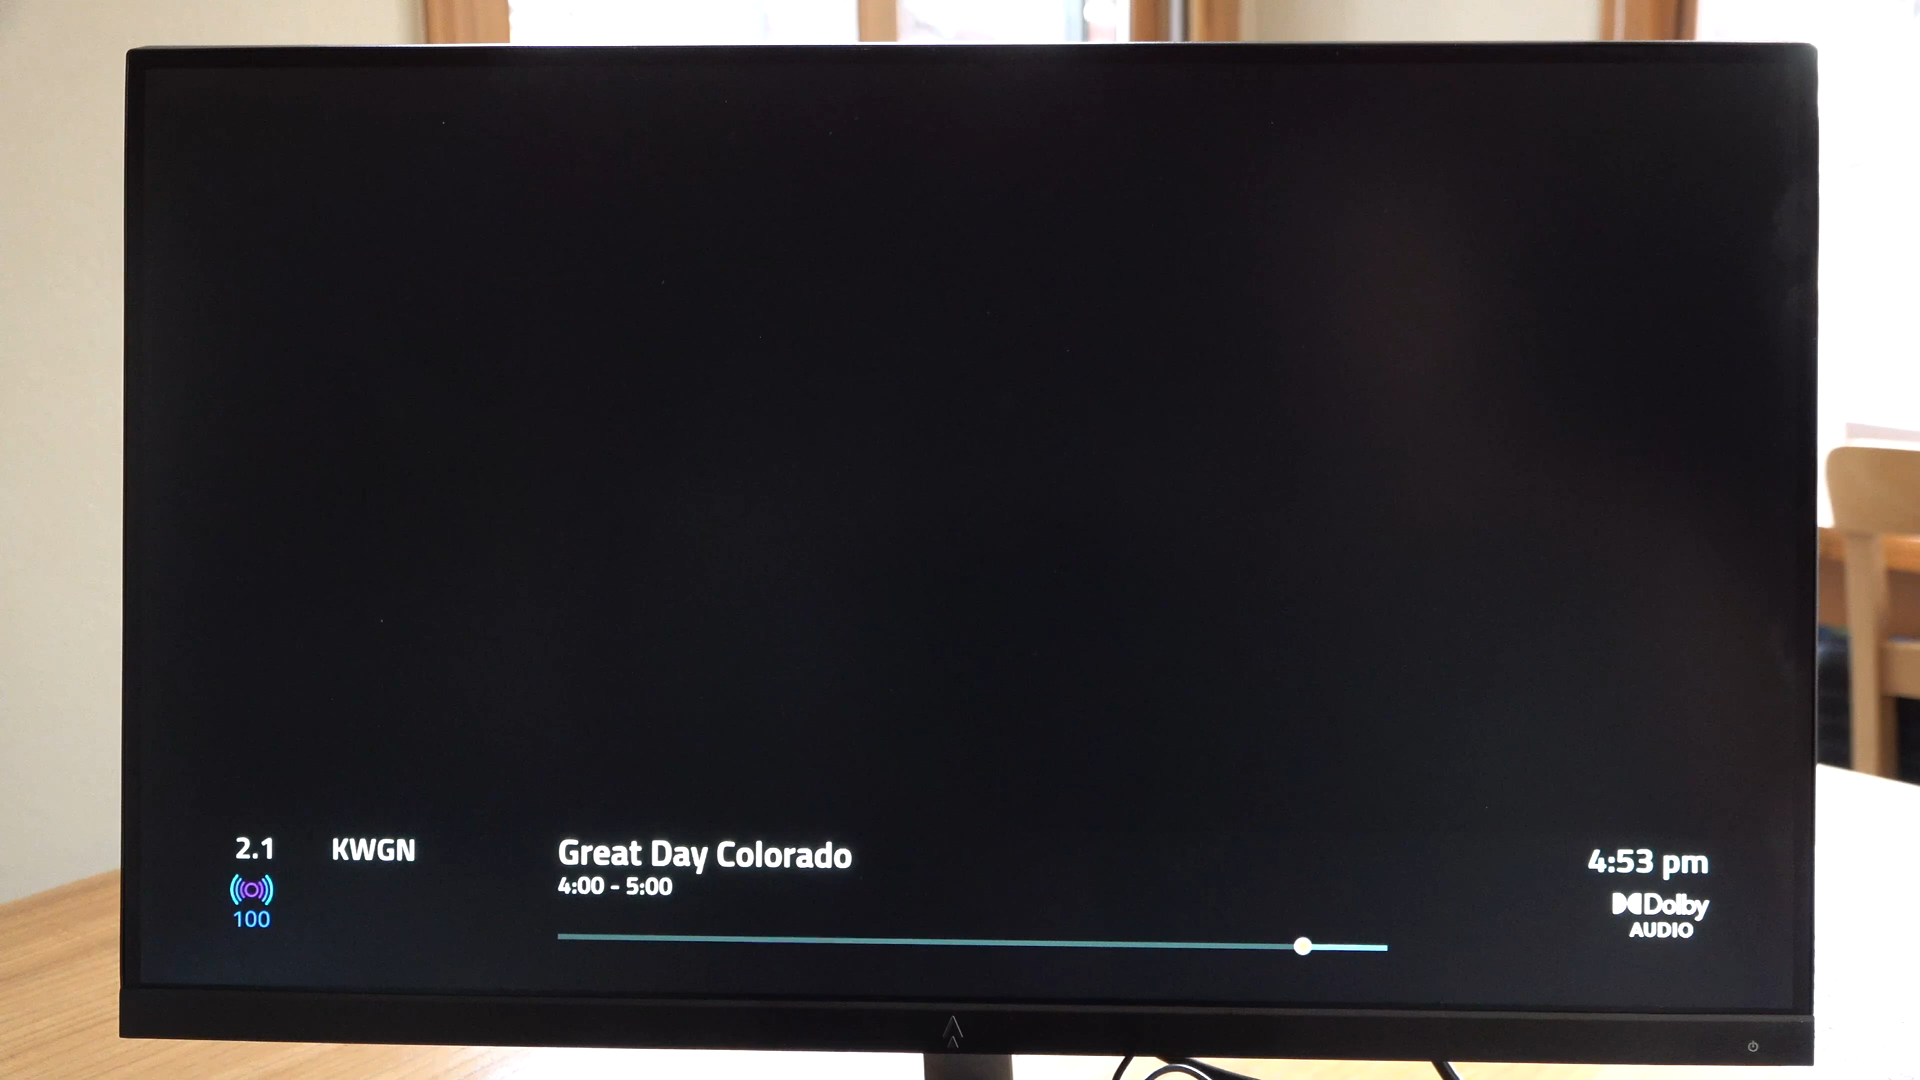 2.1
KWGN
100
Great Day Colorado
4:00 - 5:00
4:53 pm
Dolby
AUDIO